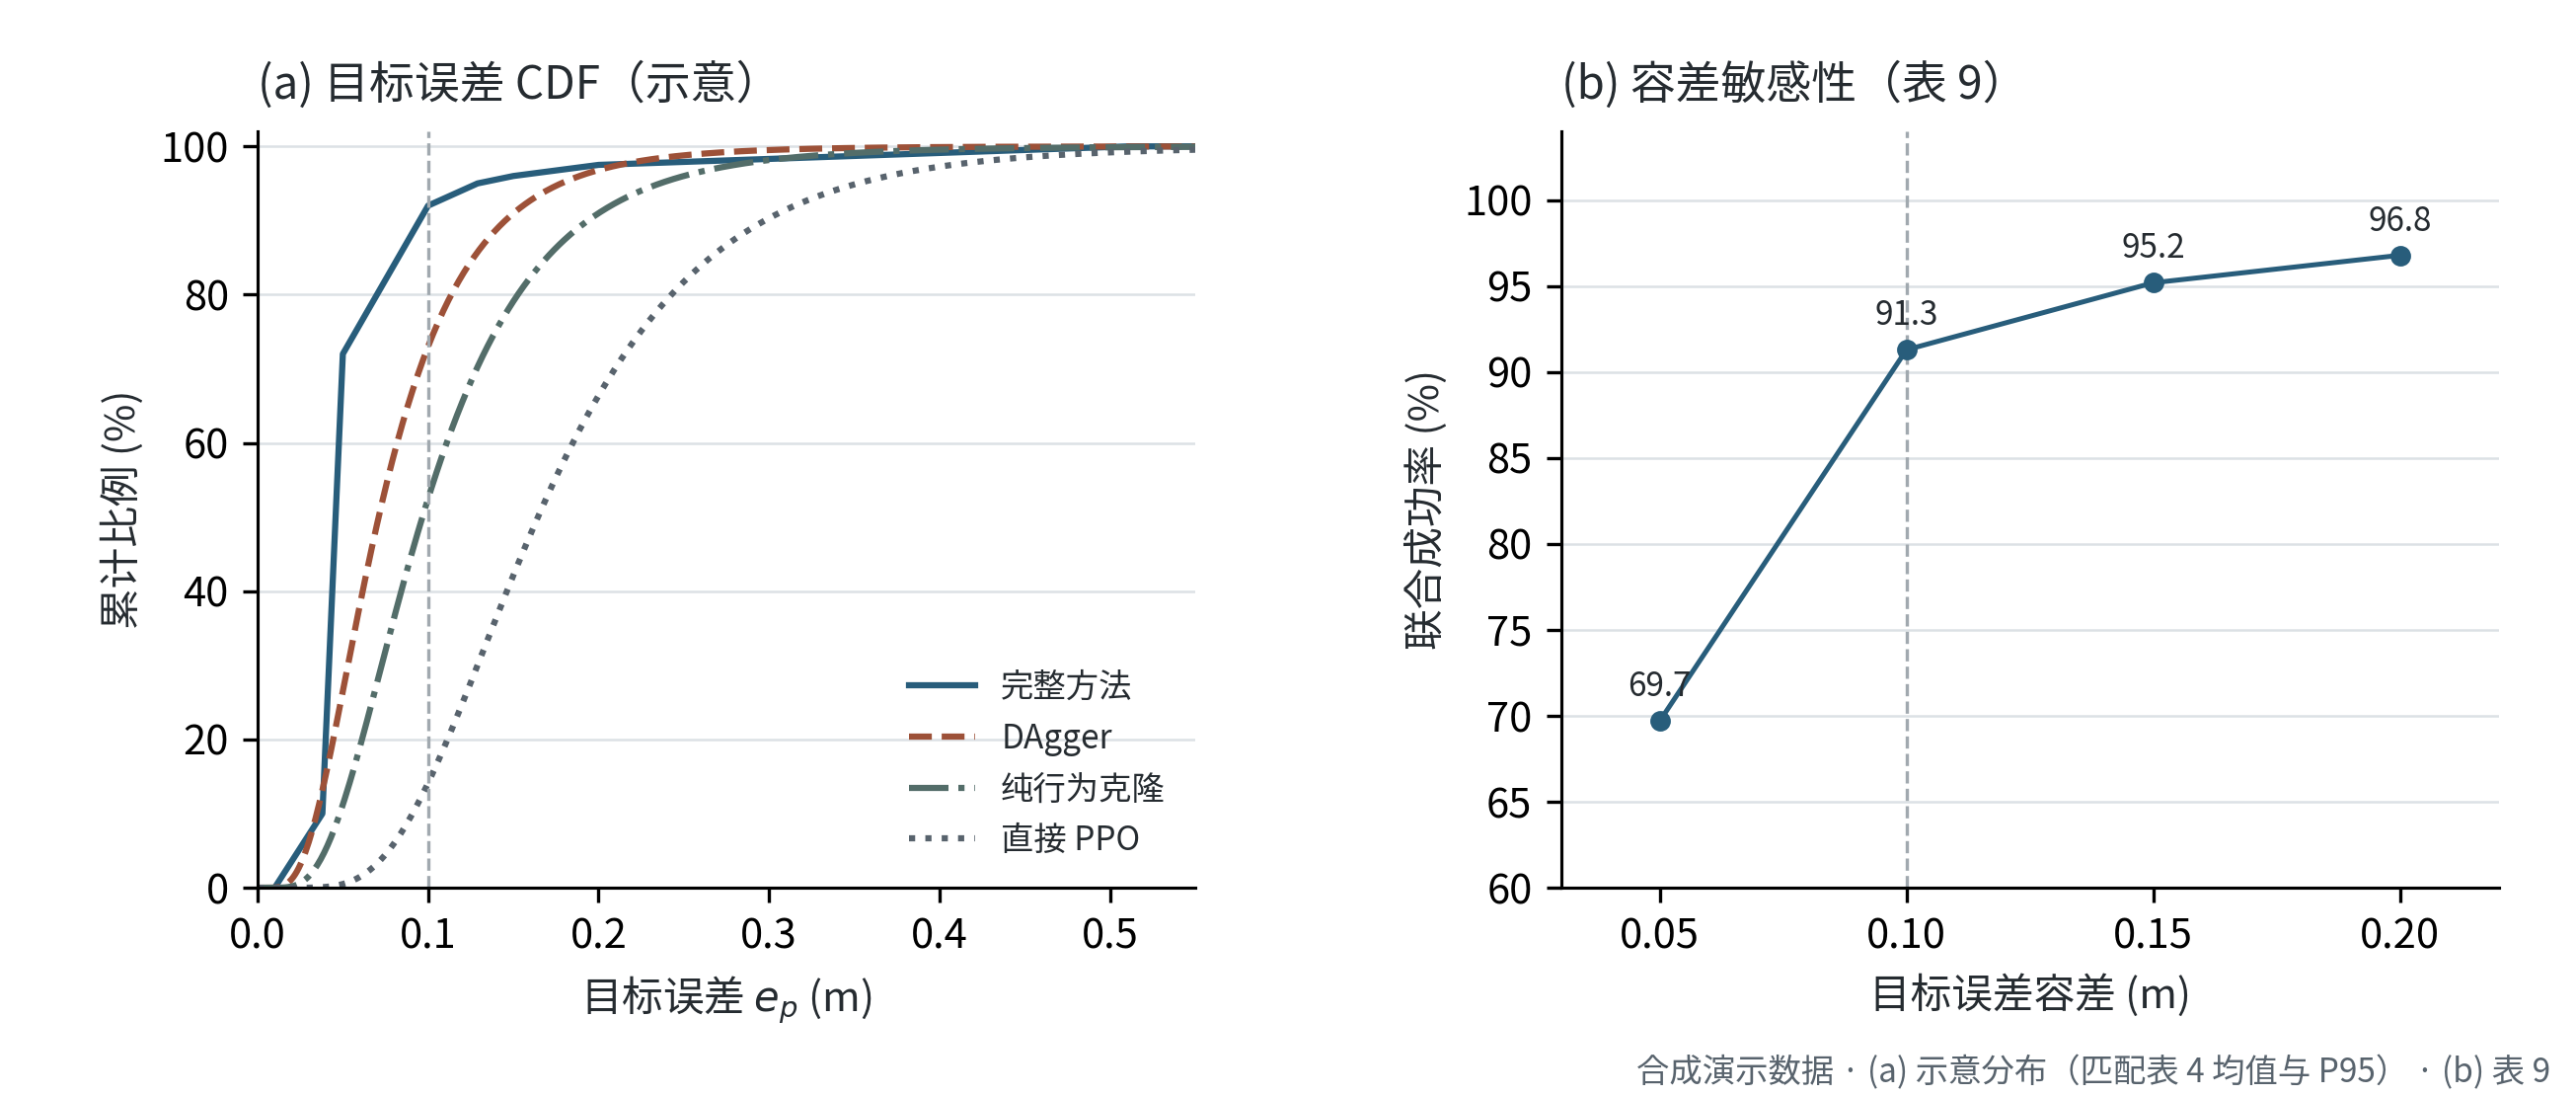 (a) 目标误差 CDF（示意）
100
80
60
40
20
0
累计比例 (%)
0.0 0.1 0.2 0.3 0.4 0.5
目标误差 eₚ (m)
完整方法
DAgger
纯行为克隆
直接 PPO
(b) 容差敏感性（表 9）
100
95
90
85
80
75
70
65
60
联合成功率 (%)
69.7
91.3
95.2
96.8
0.05 0.10 0.15 0.20
目标误差容差 (m)
合成演示数据 · (a) 示意分布（匹配表 4 均值与 P95） · (b) 表 9